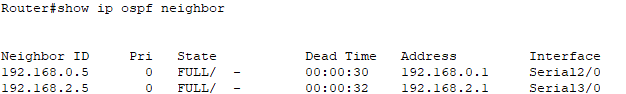 Router#show ip ospf neighbor
Neighbor ID     Pri   State           Dead Time   Address         Interface
192.168.0.5       0   FULL/  -        00:00:30    192.168.0.1     Serial2/0
192.168.2.5       0   FULL/  -        00:00:32    192.168.2.1     Serial3/0